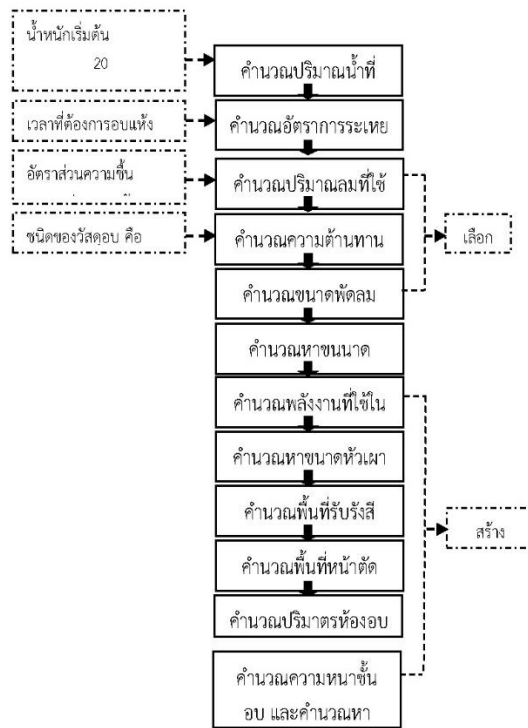 น้ำหนักเริ่มต้น
20
คำนวณปริมาณน้ำที่
เวลาที่ต้องการอบแห้ง
คำนวณอัตราการระเหย
อัตราส่วนความชื้น
คำนวณปริมาณลมที่ใช้
ชนิดของวัสดุอบ คือ
คำนวณความต้านทาน
เลือก
คำนวณขนาดพัดลม
คำนวณหาขนนาด
คำนวณพลังงานที่ใช้ใน
คำนวณหาขนาดหัวเผา
คำนวณพื้นที่รับรังสี
สร้าง
คำนวณพื้นที่หน้าตัด
คำนวณปริมาตรห้องอบ
คำนวณความหนาชั้น
อบ และคำนวณหา